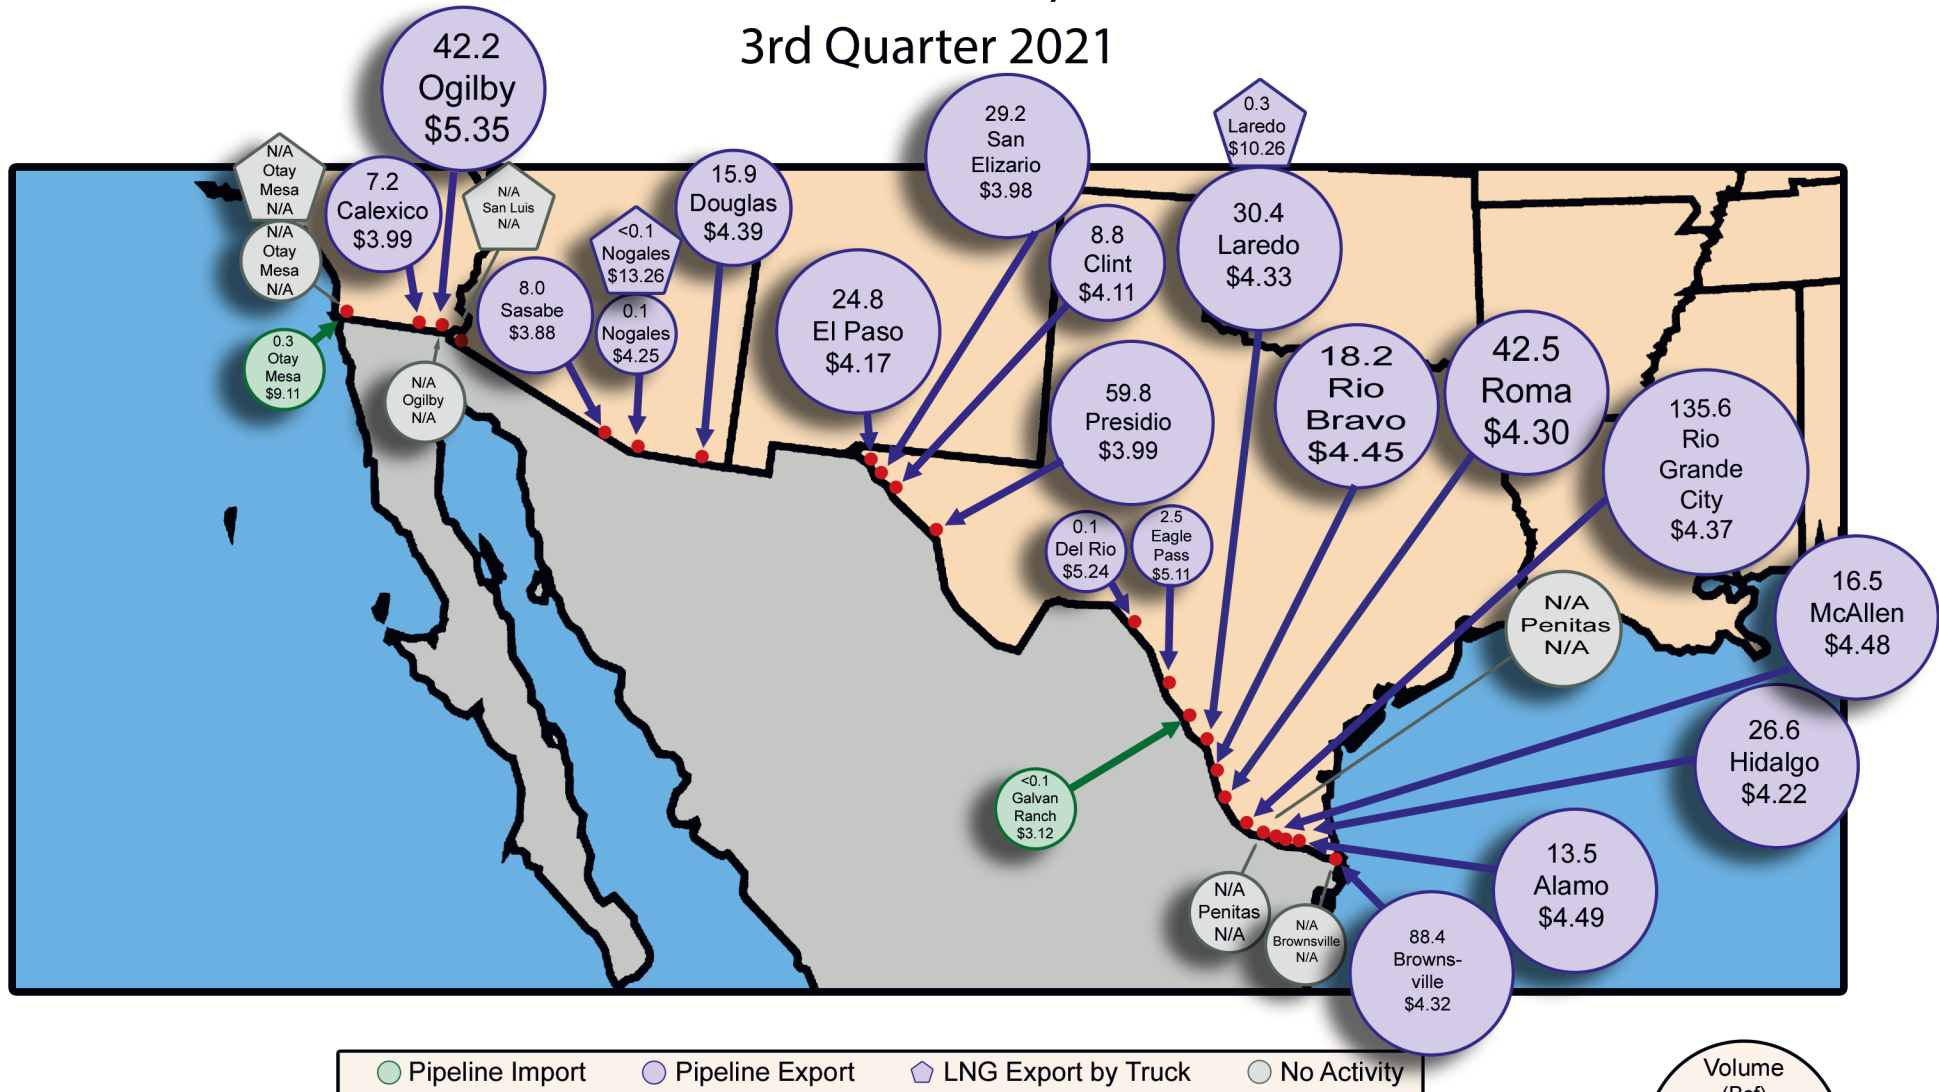 3rd Quarter 2021
42.2
Ogilby
$5.35
N/A
Otay
Mesa
N/A
N/A
Otay
Mesa
N/A
7.2
Calexico
$3.99
N/A
San Luis
N/A
0.3
Otay
Mesa
$9.11
N/A
Ogilby
N/A
8.0
Sasabe
$3.88
<0.1
Nogales
$13.26
0.1
Nogales
$4.25
15.9
Douglas
$4.39
24.8
El Paso
$4.17
29.2
San
Elizario
$3.98
8.8
Clint
$4.11
59.8
Presidio
$3.99
0.1
Del Rio
$5.24
2.5
Eagle
Pass
$5.11
0.3
Laredo
$10.26
30.4
Laredo
$4.33
18.2
Rio
Bravo
$4.45
42.5
Roma
$4.30
135.6
Rio
Grande
City
$4.37
N/A
Penitas
N/A
16.5
McAllen
$4.48
26.6
Hidalgo
$4.22
13.5
Alamo
$4.49
88.4
Browns-
ville
$4.32
<0.1
Galvan
Ranch
$3.12
N/A
Penitas
N/A
N/A
Brownsville
N/A
Pipeline Import
Pipeline Export
LNG Export by Truck
No Activity
Volume
(Bcf)